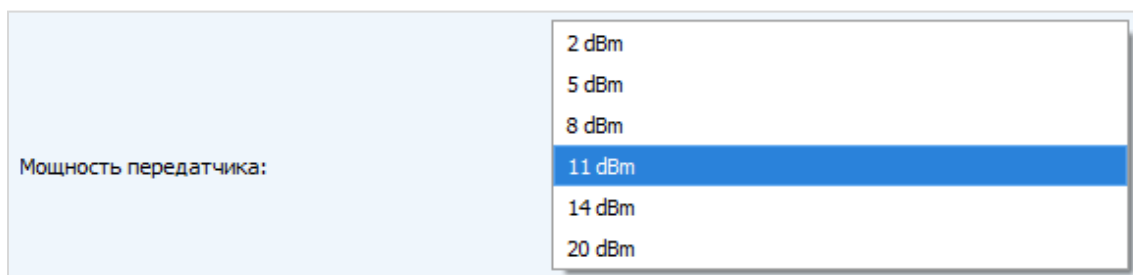 2 dBm
5 dBm
8 dBm
Мощность передатчика:
11 dBm
14 dBm
20 dBm